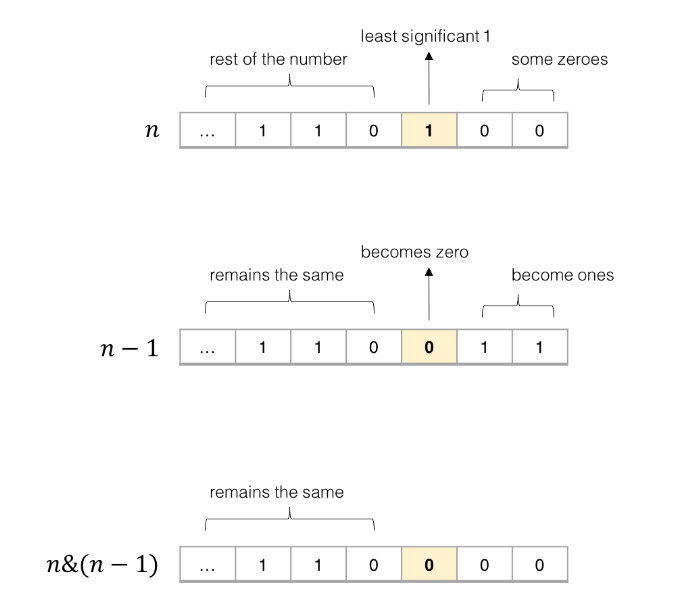 least significant 1
rest of the number
some zeroes
n ... 1 1 0 1 0 0
becomes zero
remains the same
become ones
n − 1 ... 1 1 0 0 1 1
remains the same
n&(n − 1) ... 1 1 0 0 0 0